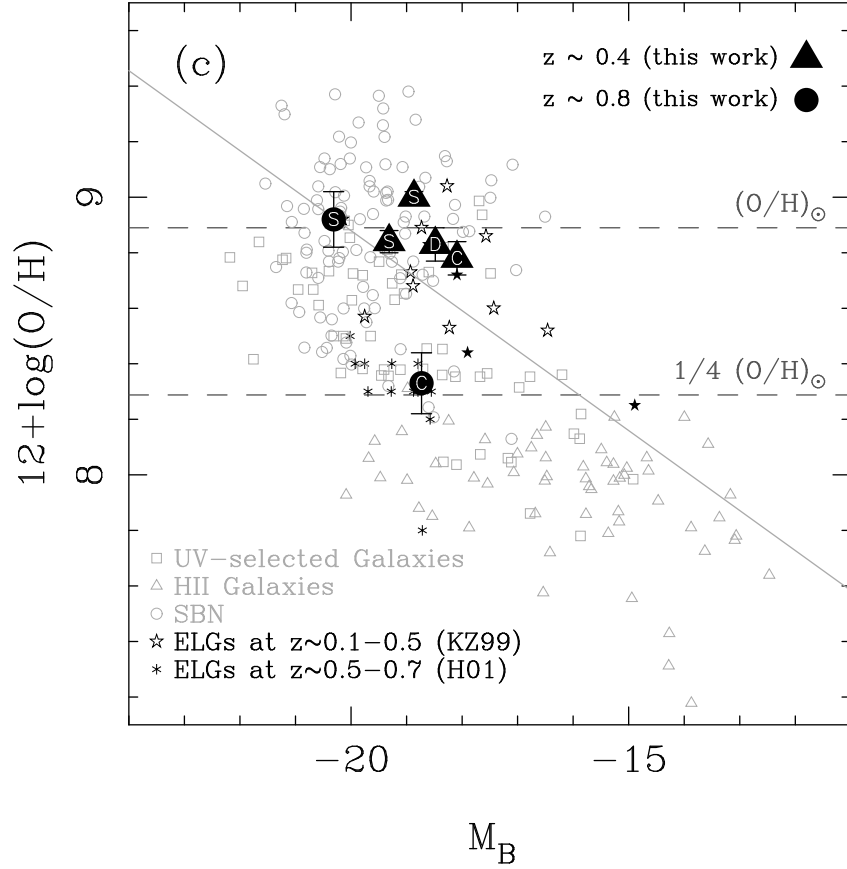 (c)
z ~ 0.4 (this work)
z ~ 0.8 (this work)
9
(O/H)⊙
S
S
S
D
C
12+log(O/H)
1/4 (O/H)⊙
C
8
UV−selected Galaxies
HII Galaxies
SBN
ELGs at z~0.1−0.5 (KZ99)
ELGs at z~0.5−0.7 (H01)
−20
−15
M_B